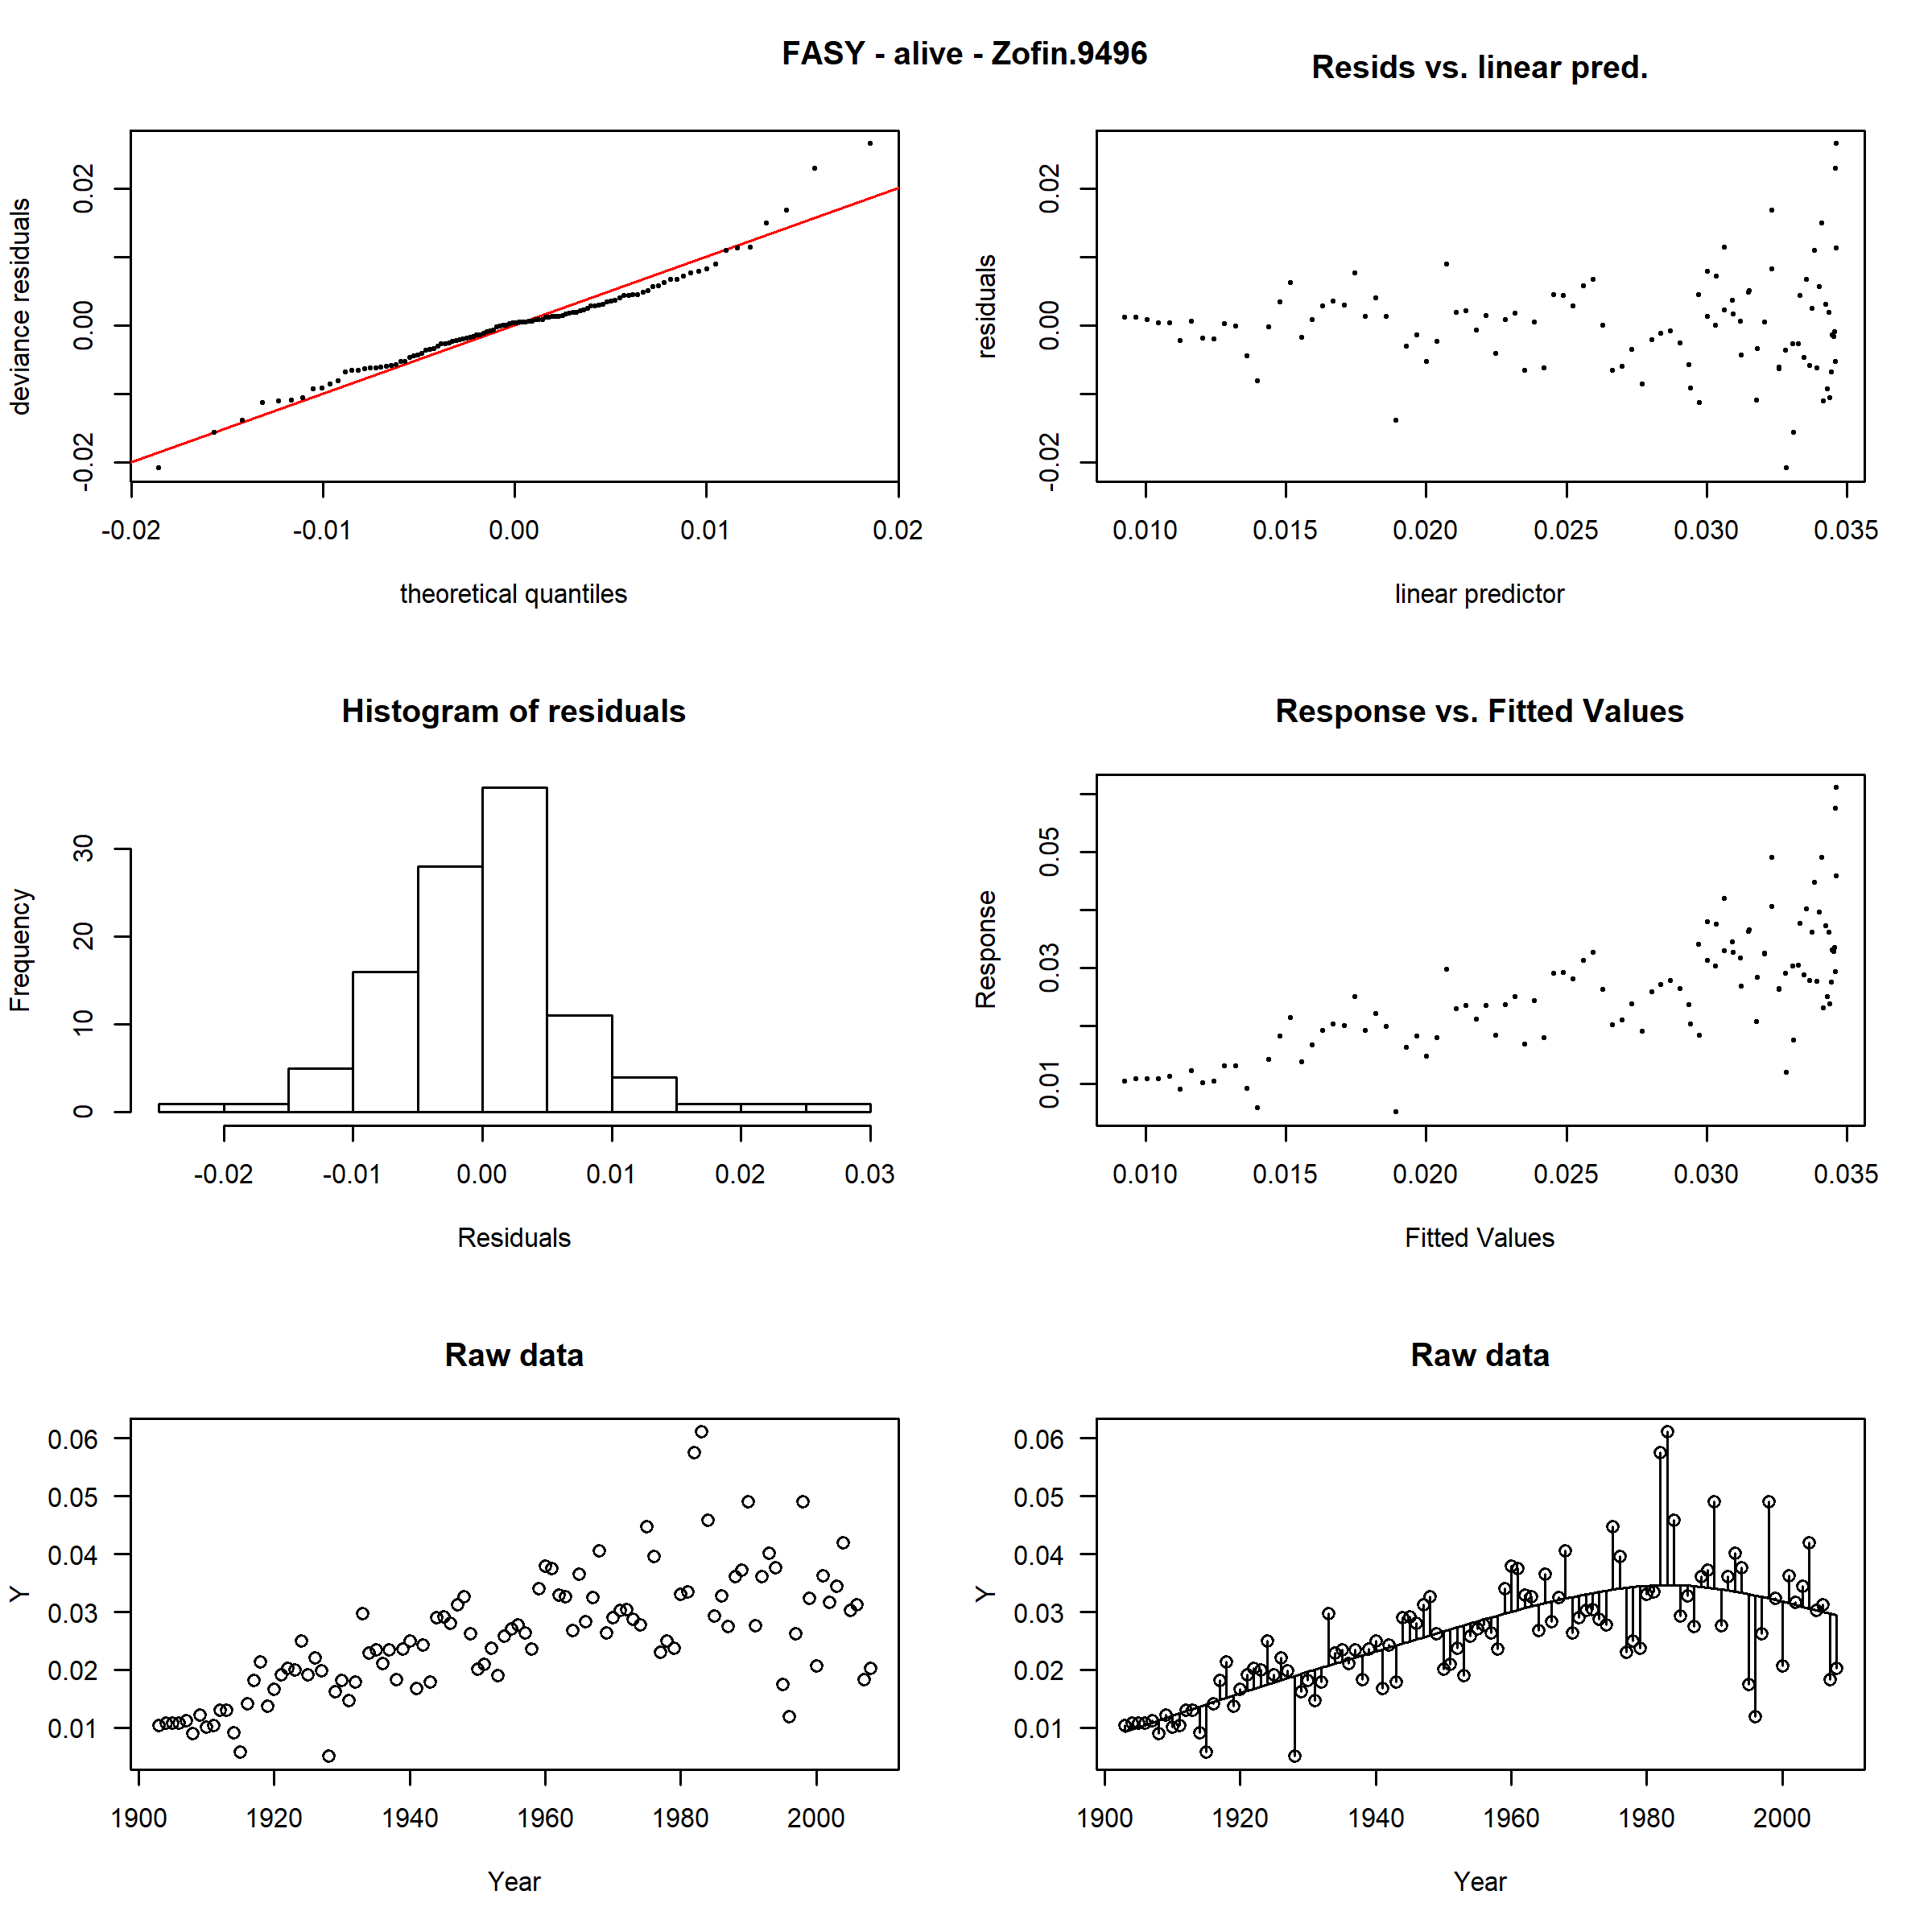 FASY - alive - Zofin.9496
Resids vs. linear pred.
deviance residuals
-0.02 0.00 0.02
-0.02 -0.01 0.00 0.01 0.02
theoretical quantiles
residuals
-0.02 0.00 0.02
0.010 0.015 0.020 0.025 0.030 0.035
linear predictor
Histogram of residuals
Frequency
0 10 20 30
-0.02 -0.01 0.00 0.01 0.02 0.03
Residuals
Response vs. Fitted Values
Response
0.01 0.03 0.05
0.010 0.015 0.020 0.025 0.030 0.035
Fitted Values
Raw data
Y
0.06
0.05
0.04
0.03
0.02
0.01
1900 1920 1940 1960 1980 2000
Year
Raw data
Y
0.06
0.05
0.04
0.03
0.02
0.01
1900 1920 1940 1960 1980 2000
Year